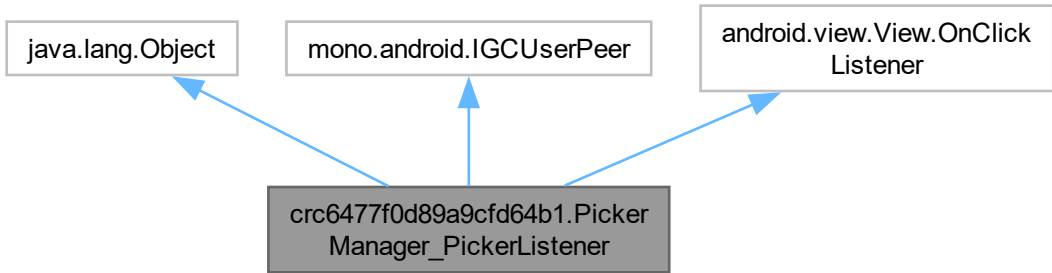 java.lang.Object
mono.android.IGCUserPeer
android.view.View.OnClick
Listener
crc6477f0d89a9cfd64b1.Picker
Manager_PickerListener